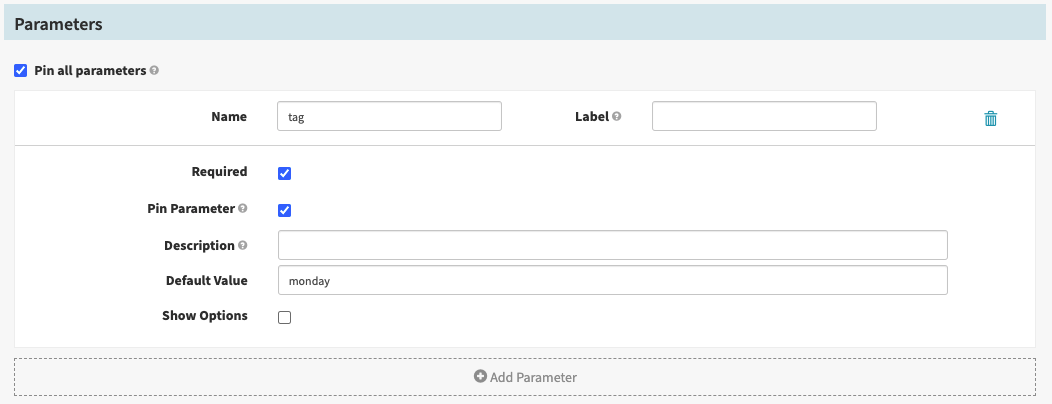 Parameters
Pin all parameters ?
Name tag Label ?
Required
Pin Parameter ?
Description ?
Default Value monday
Show Options
Add Parameter